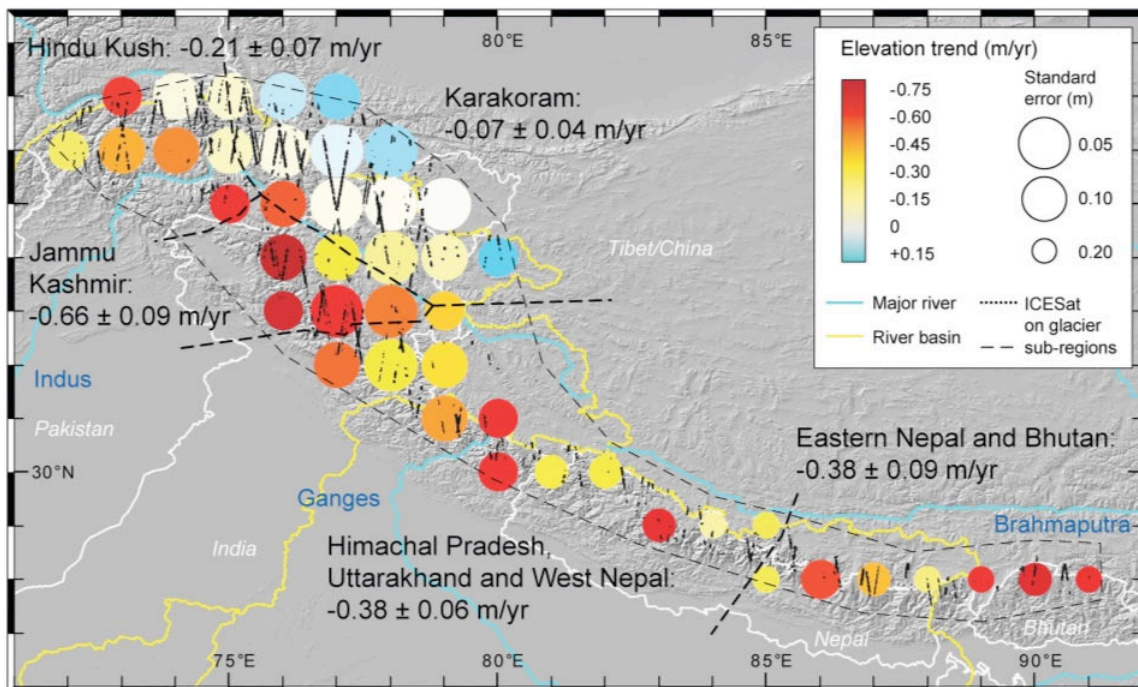 80°E
85°E
Hindu Kush: -0.21 ± 0.07 m/yr
Karakoram:
-0.07 ± 0.04 m/yr
Elevation trend (m/yr)
-0.75
-0.60
-0.45
-0.30
-0.15
0
+0.15
Standard
error (m)
0.05
0.10
0.20
Major river
River basin
ICESat
on glacier
sub-regions
Tibet/China
Jammu
Kashmir:
-0.66 ± 0.09 m/yr
Indus
Pakistan
30°N
Ganges
India
Himachal Pradesh,
Uttarakhand and West Nepal:
-0.38 ± 0.06 m/yr
Eastern Nepal and Bhutan:
-0.38 ± 0.09 m/yr
Brahmaputra
Nepal
Bhutan
75°E
80°E
85°E
90°E